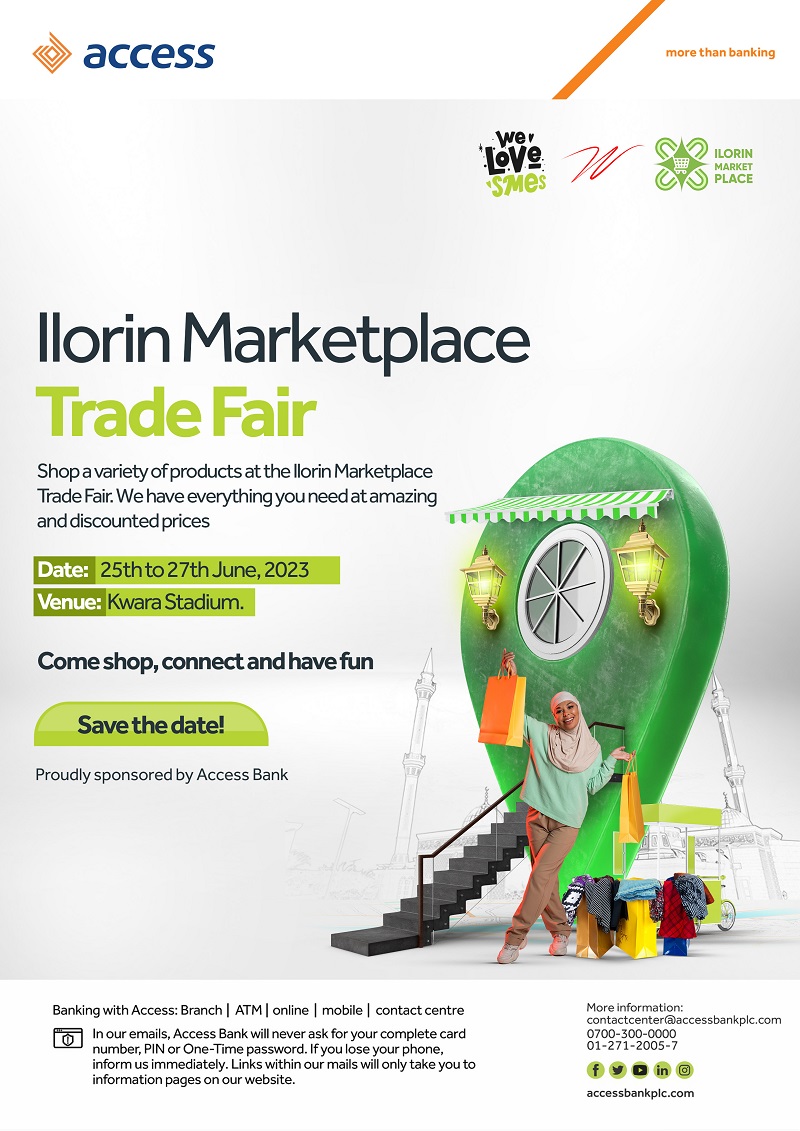 access
more than banking
We
Love
SMEs
W
ILORIN
MARKET
PLACE
Ilorin Marketplace
Trade Fair
Shop a variety of products at the Ilorin Marketplace
Trade Fair. We have everything you need at amazing
and discounted prices
Date: 25th to 27th June, 2023
Venue: Kwara Stadium.
Come shop, connect and have fun
Save the date!
Proudly sponsored by Access Bank
Banking with Access: Branch | ATM | online | mobile | contact centre
In our emails, Access Bank will never ask for your complete card
number, PIN or One-Time password. If you lose your phone,
inform us immediately. Links within our mails will only take you to
information pages on our website.
More information:
contactcenter@accessbankplc.com
0700-300-0000
01-271-2005-7
accessbankplc.com